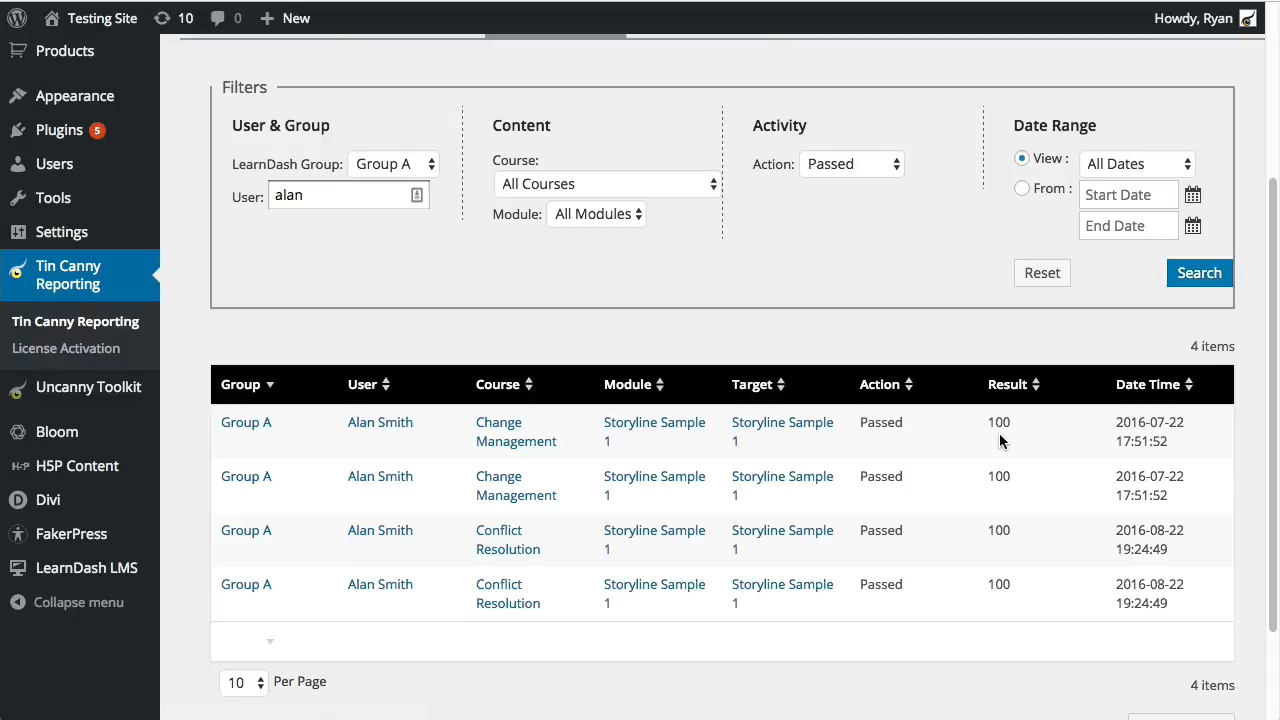 Testing Site 10 0 + New Howdy, Ryan
Products
Appearance
Plugins 5
Users
Tools
Settings
Tin Canny
Reporting
Tin Canny Reporting
License Activation
Uncanny Toolkit
Bloom
H-P H5P Content
D Divi
FakerPress
LearnDash LMS
Collapse menu
Filters
User & Group
LearnDash Group: Group A
User: alan
Content
Course:
All Courses
Module: All Modules
Activity
Action: Passed
Date Range
View : All Dates
From : Start Date
End Date
Reset Search
4 items
Group User Course Module Target Action Result Date Time
Group A Alan Smith Change Storyline Sample Storyline Sample Passed 100 2016-07-22
Management 1 1 17:51:52
Group A Alan Smith Change Storyline Sample Storyline Sample Passed 100 2016-07-22
Management 1 1 17:51:52
Group A Alan Smith Conflict Storyline Sample Storyline Sample Passed 100 2016-08-22
Resolution 1 1 19:24:49
Group A Alan Smith Conflict Storyline Sample Storyline Sample Passed 100 2016-08-22
Resolution 1 1 19:24:49
10 Per Page 4 items